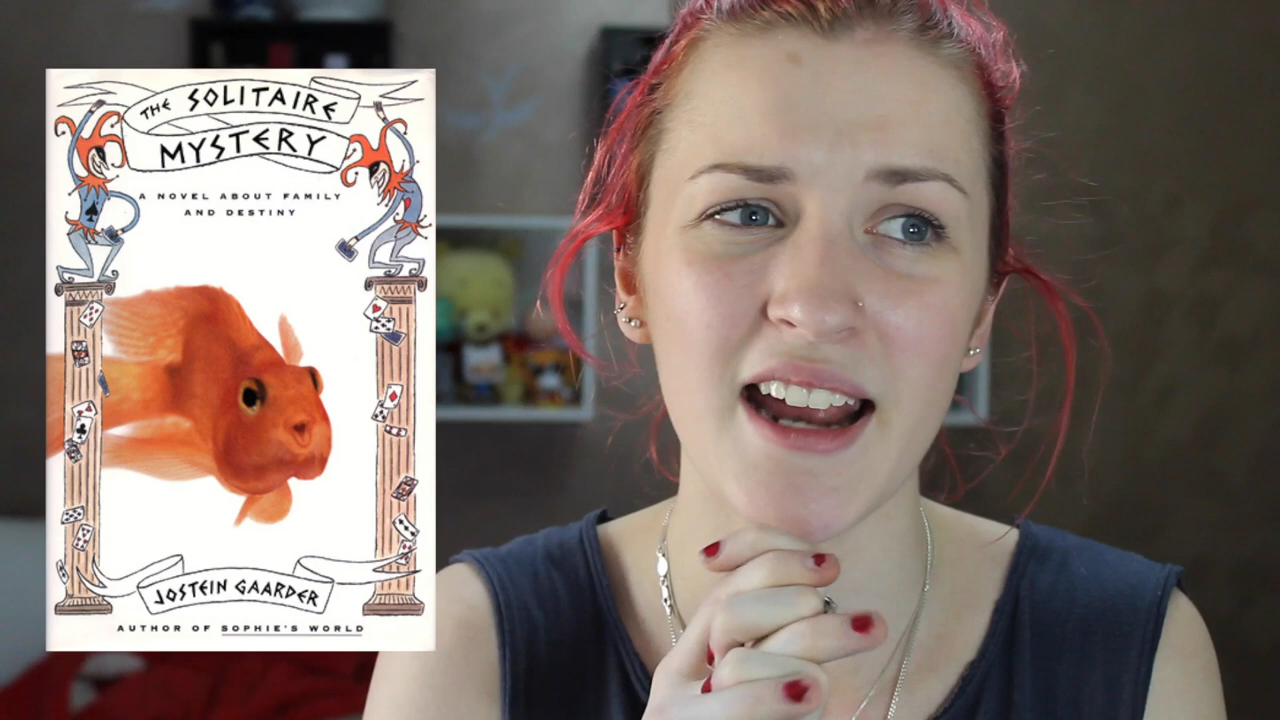 THE SOLITAIRE
MYSTERY
A NOVEL ABOUT FAMILY
AND DESTINY
JOSTEIN GAARDER
AUTHOR OF SOPHIE'S WORLD